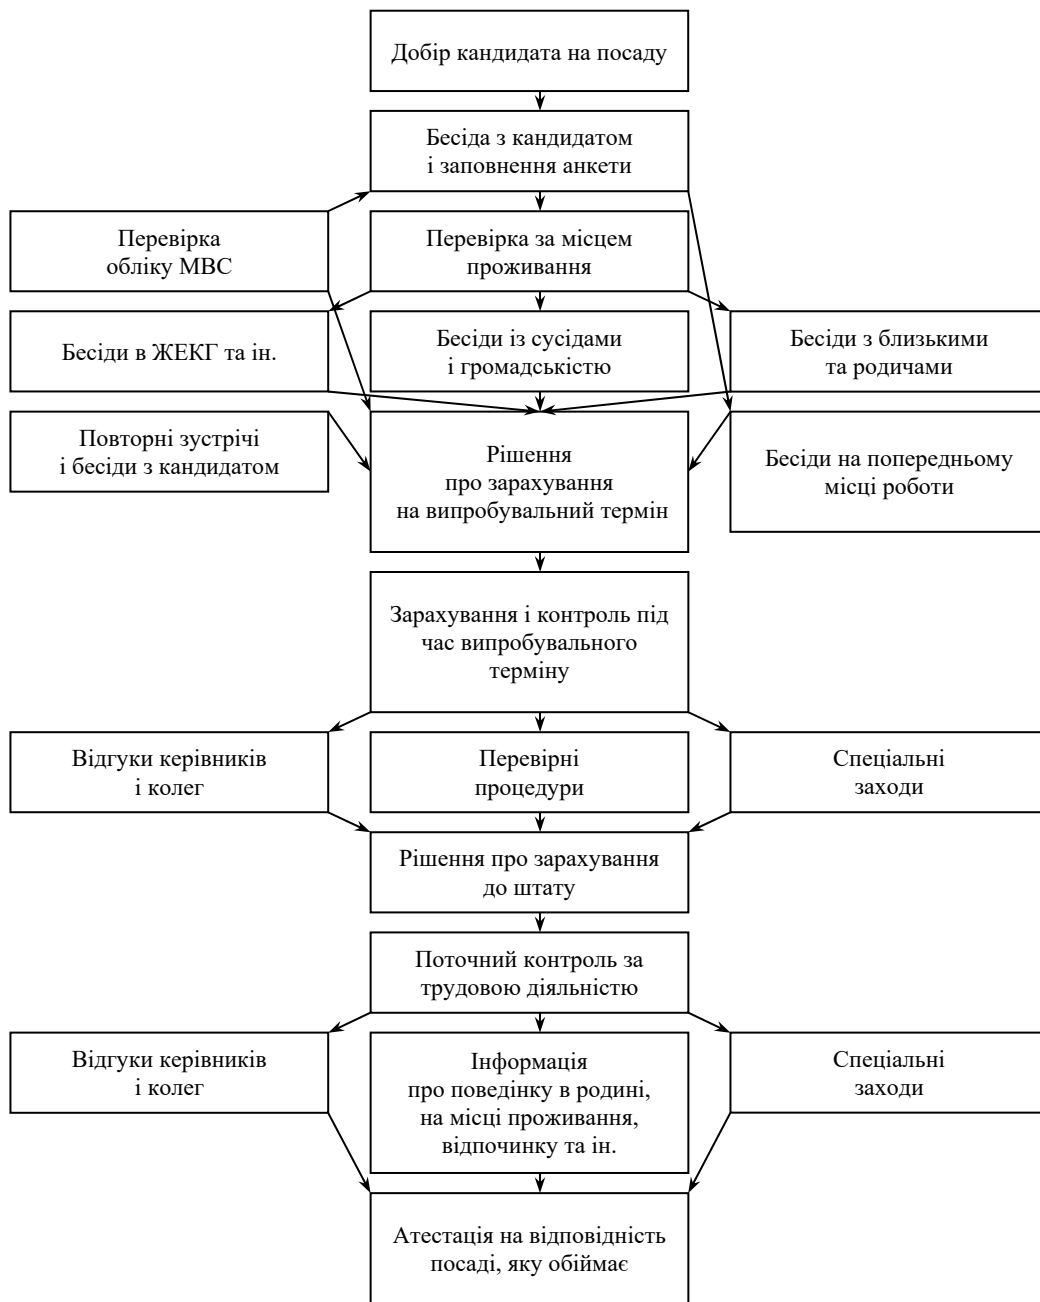 Добір кандидата на посаду
Бесіда з кандидатом
і заповнення анкети
Перевірка
обліку МВС
Перевірка за місцем
проживання
Бесіди в ЖЕКГ та ін.
Бесіди із сусідами
і громадськістю
Бесіди з близькими
та родичами
Повторні зустрічі
і бесіди з кандидатом
Рішення
про зарахування
на випробувальний термін
Бесіди на попередньому
місці роботи
Зарахування і контроль під
час випробувального
терміну
Відгуки керівників
і колег
Перевірні
процедури
Спеціальні
заходи
Рішення про зарахування
до штату
Поточний контроль за
трудовою діяльністю
Відгуки керівників
і колег
Інформація
про поведінку в родині,
на місці проживання,
відпочинку та ін.
Спеціальні
заходи
Атестація на відповідність
посаді, яку обіймає